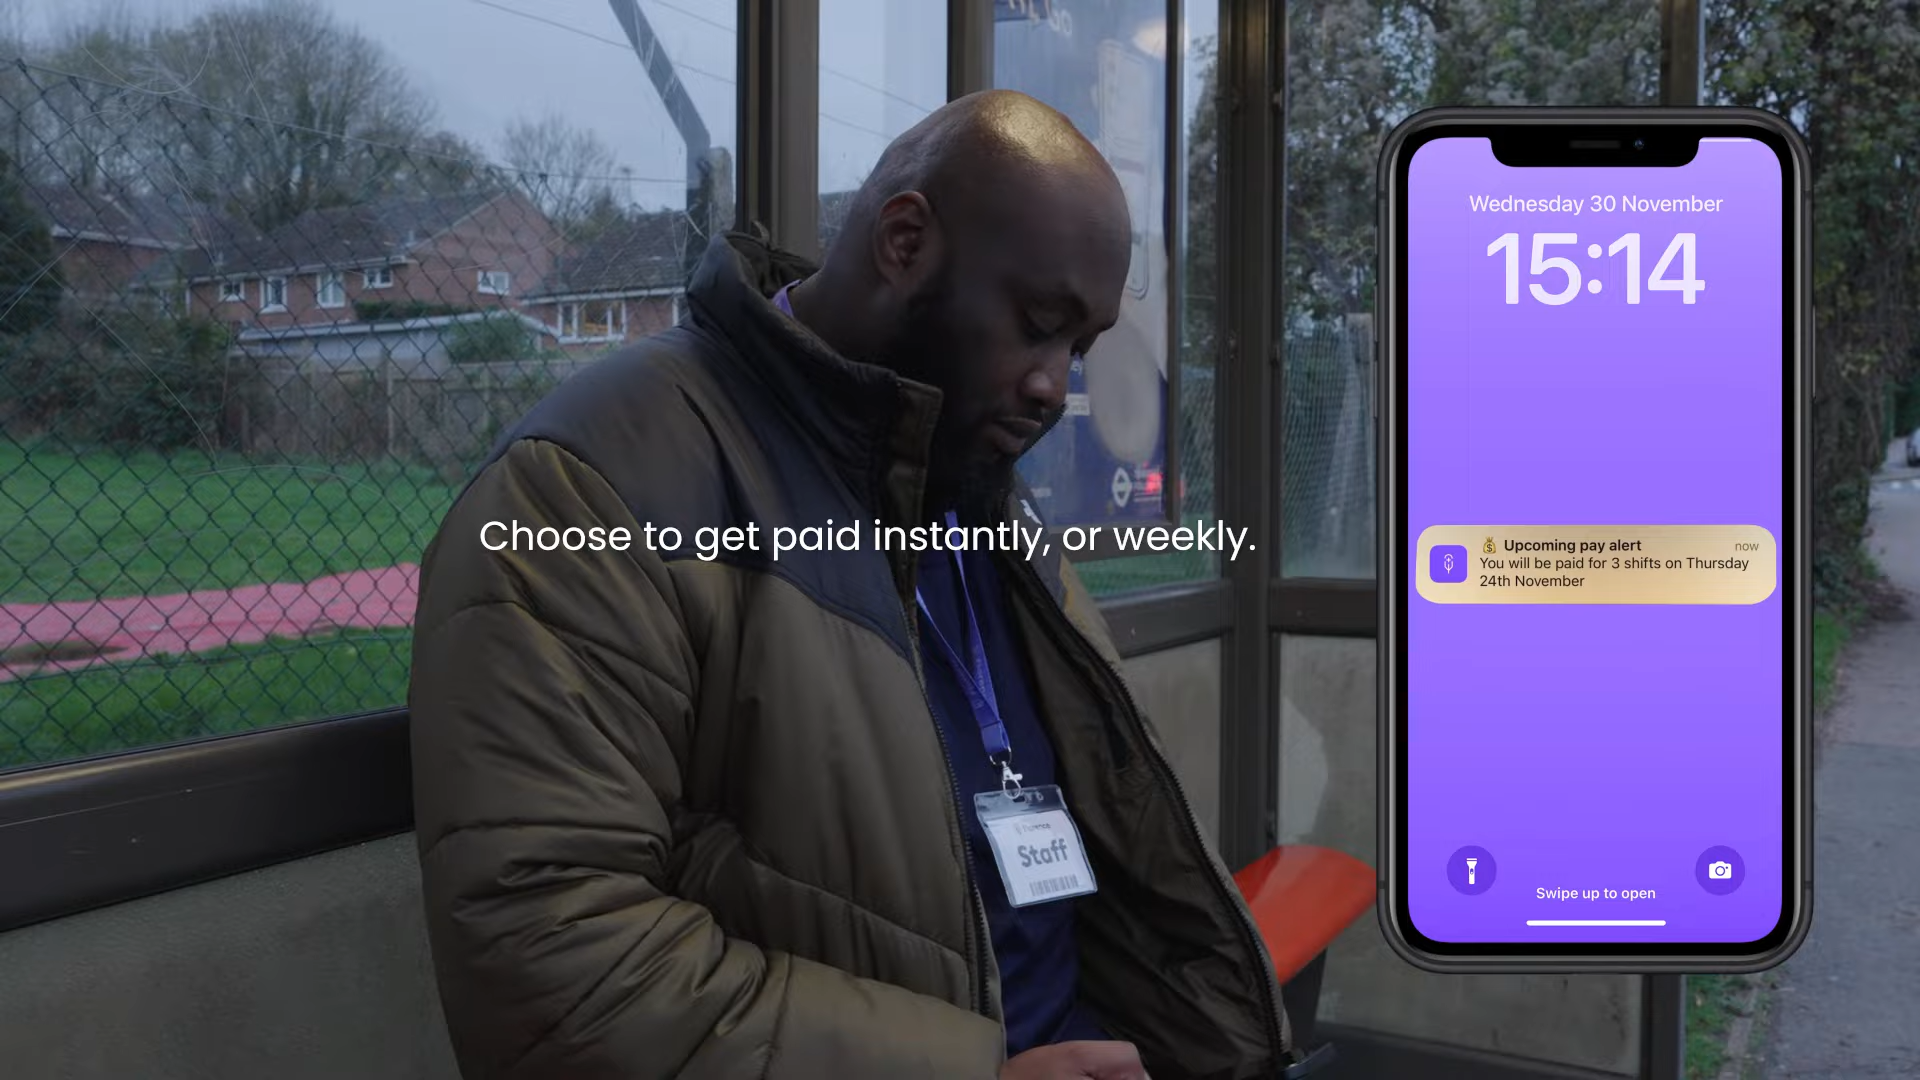 Choose to get paid instantly, or weekly.
Wednesday 30 November
15:14
Upcoming pay alert
now
You will be paid for 3 shifts on Thursday
24th November
Swipe up to open
Staff